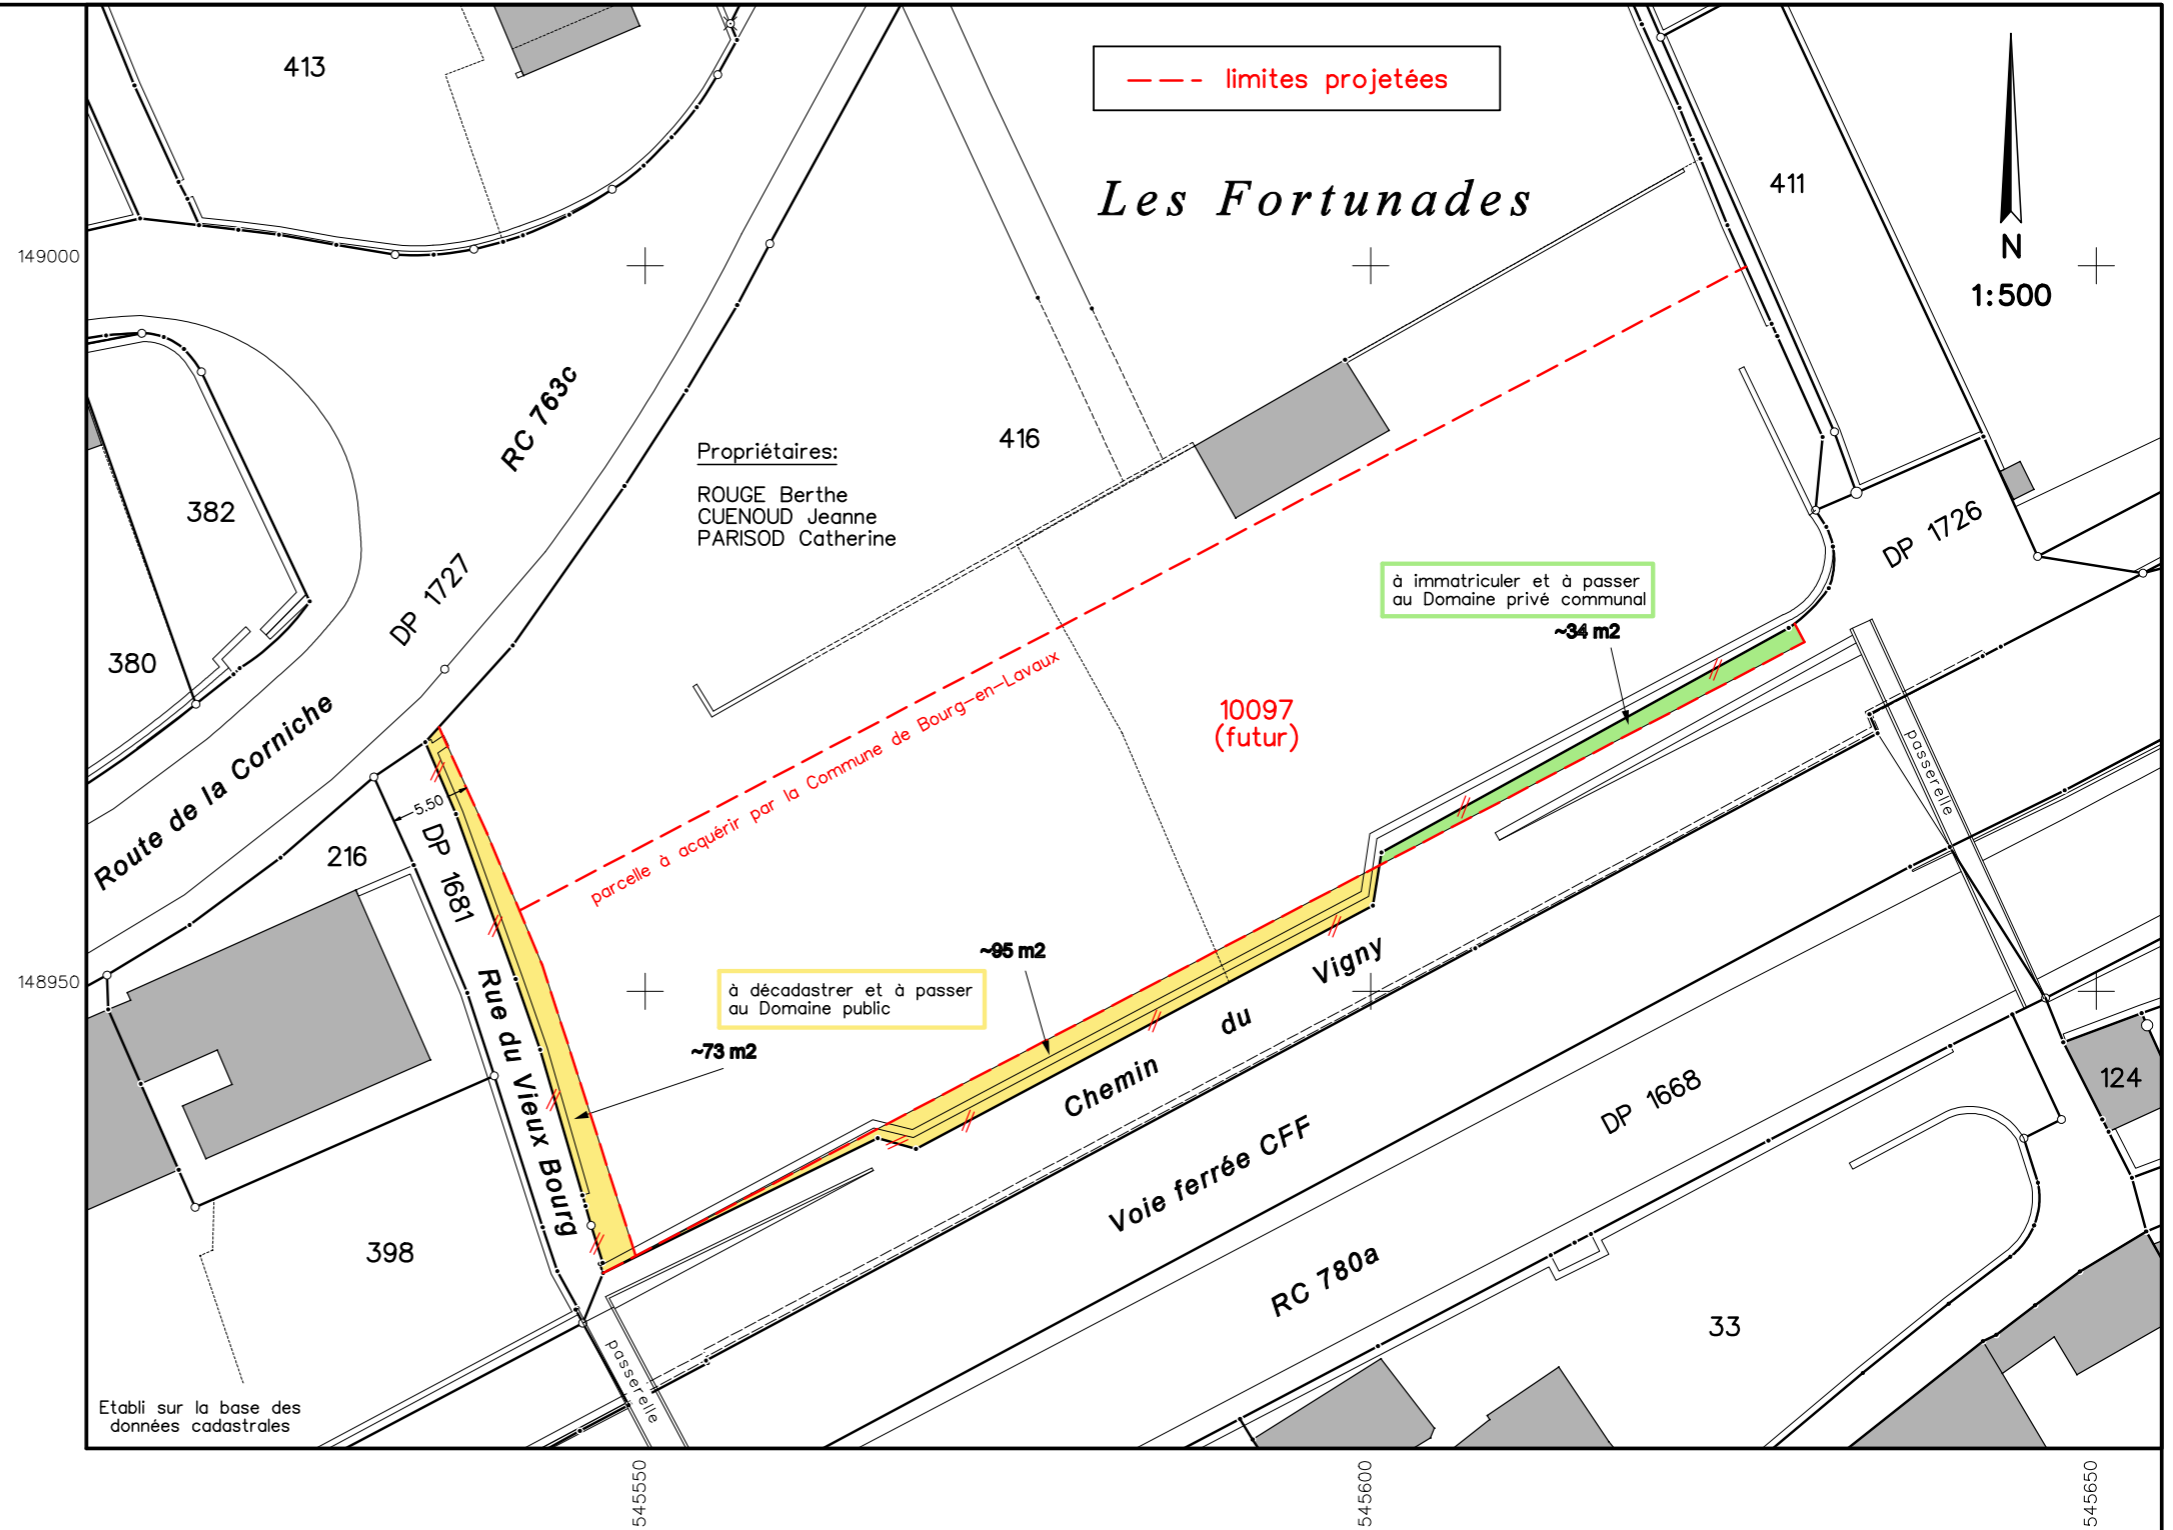 413
limites projetées
Les Fortunades
411
149000
N
1:500
RC 763c
Propriétaires:
ROUGE Berthe
CUENOUD Jeanne
PARISOD Catherine
416
382
DP 1727
380
DP 1726
à immatriculer et à passer
au Domaine privé communal
~34 m2
parcelle à acquérir par la Commune de Bourg-en-Lavaux
10097
(futur)
Route de la Corniche
5.50
DP 1681
216
passerelle
148950
~95 m2
à décadastrer et à passer
au Domaine public
~73 m2
Rue du Vieux Bourg
Chemin du Vigny
Voie ferrée CFF
DP 1668
124
398
RC 780a
33
passerelle
Etabli sur la base des
données cadastrales
545550
545600
545650